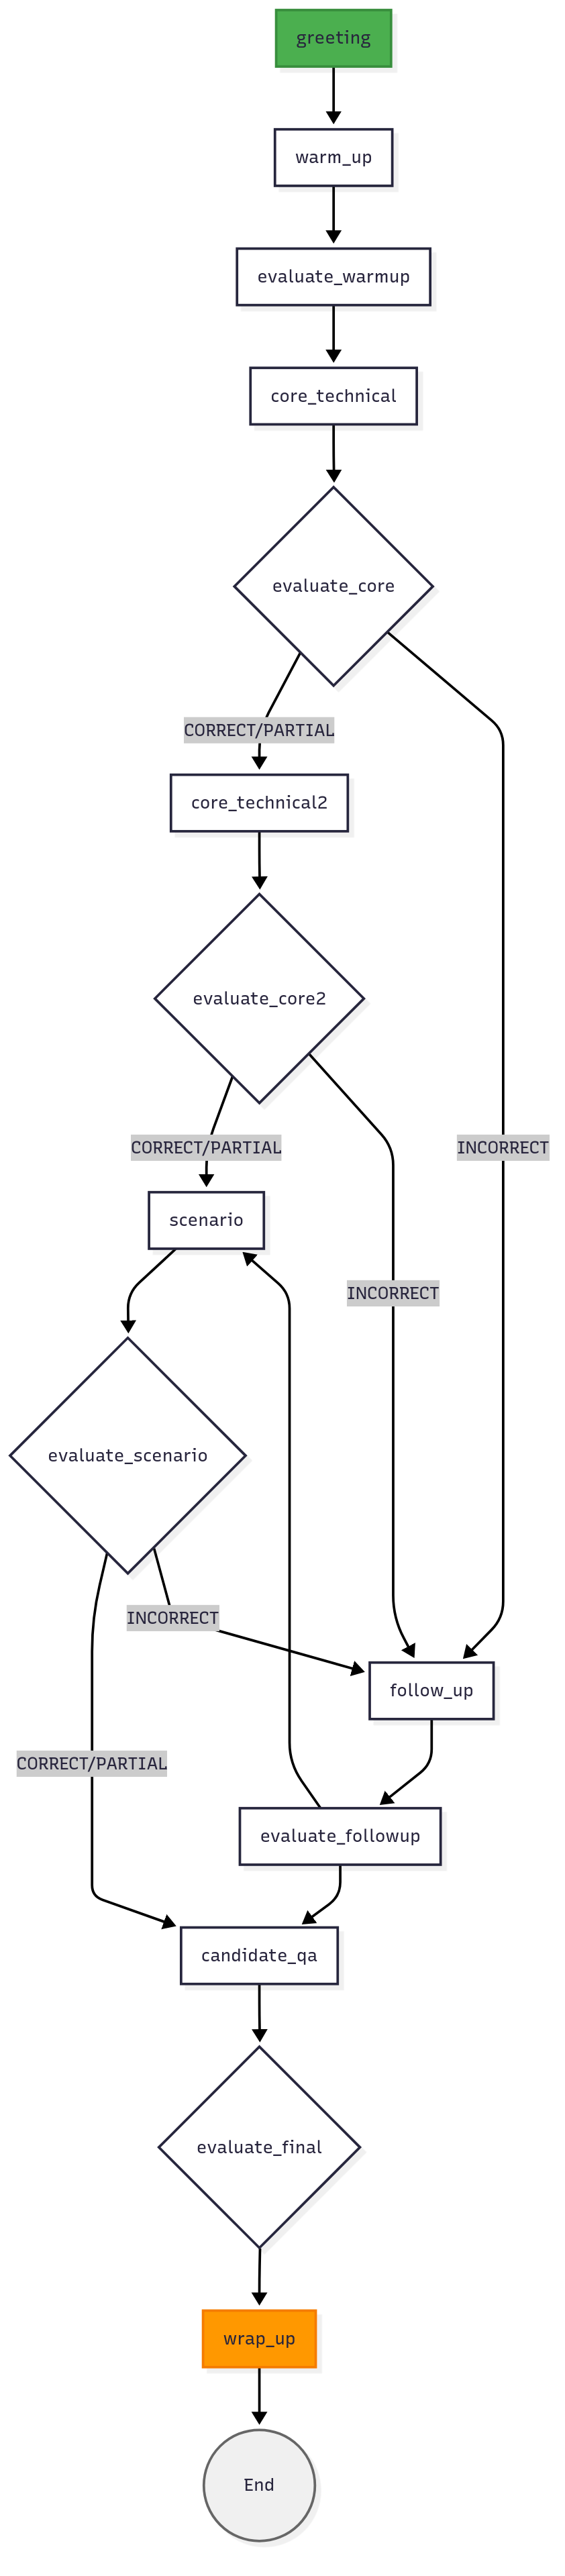 greeting
warm_up
evaluate_warmup
core_technical
evaluate_core
CORRECT/PARTIAL
core_technical2
evaluate_core2
CORRECT/PARTIAL
INCORRECT
scenario
INCORRECT
evaluate_scenario
INCORRECT
follow_up
CORRECT/PARTIAL
evaluate_followup
candidate_qa
evaluate_final
wrap_up
End